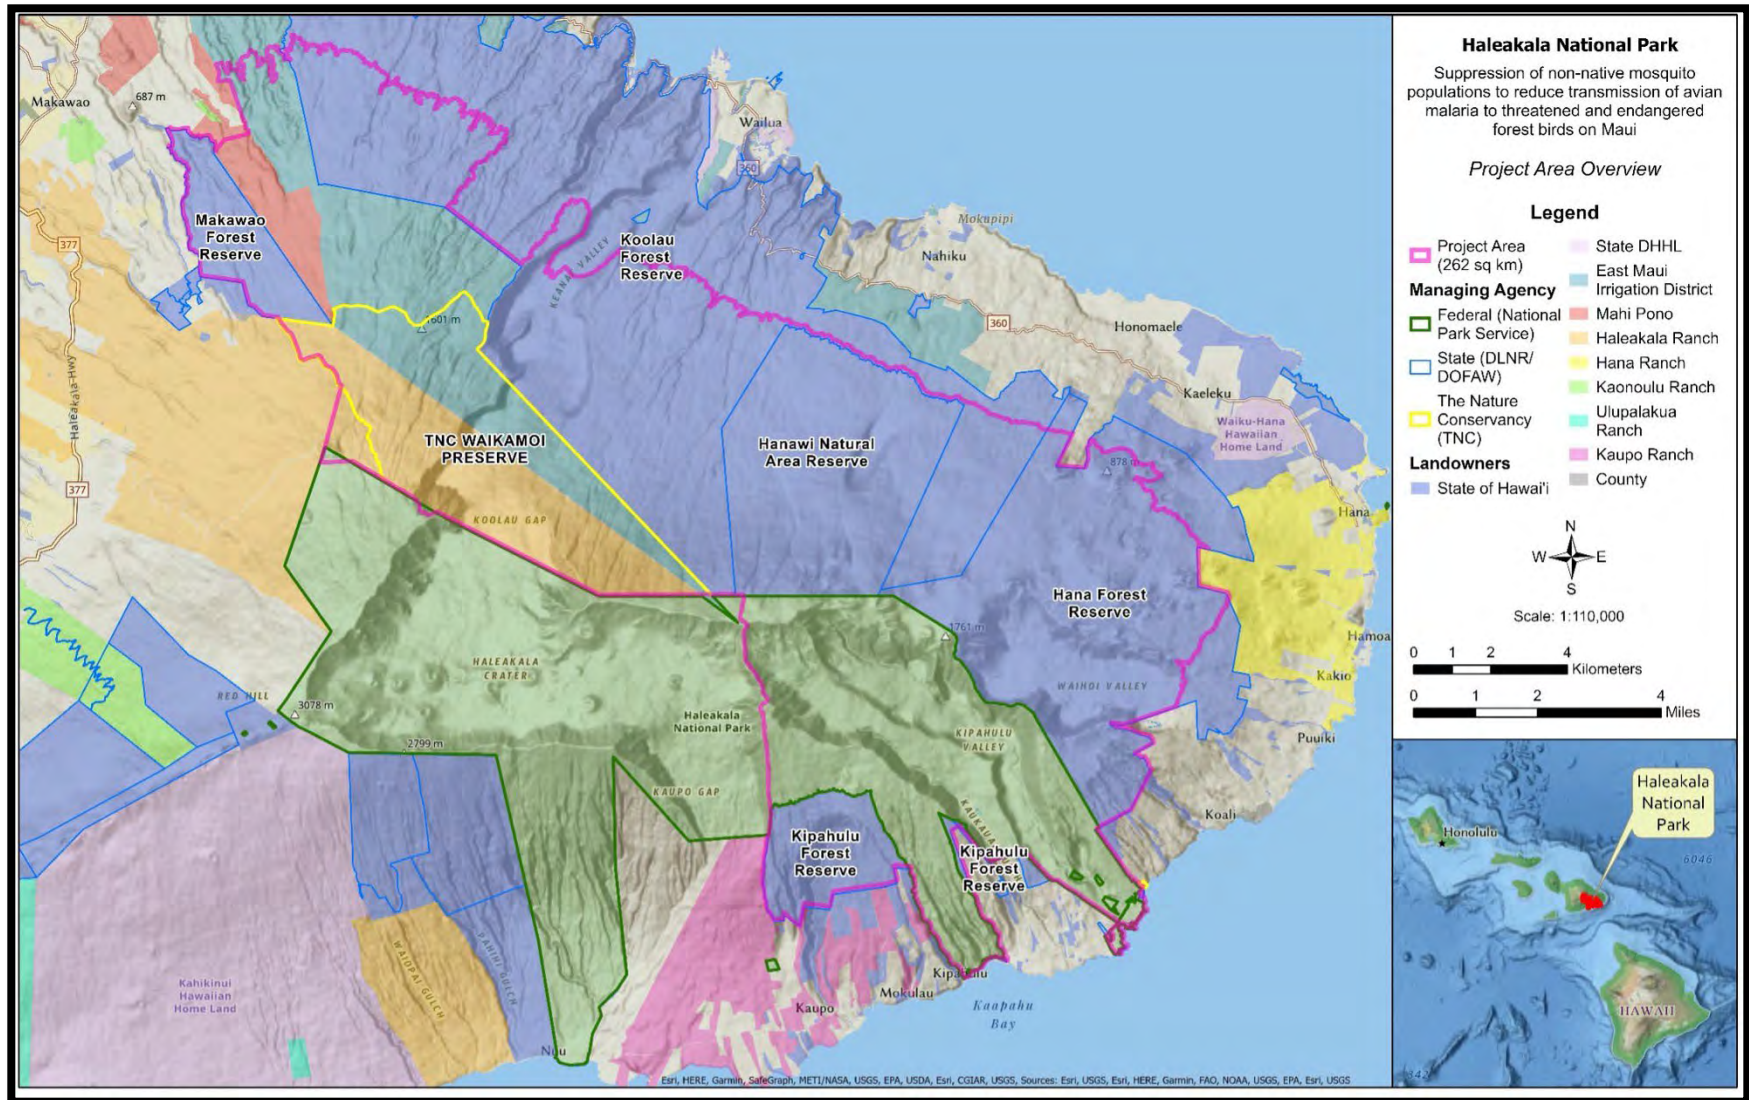 Makawao
687 m
Wailua
360
Makawao
Forest
Reserve
377
Koolau
Forest
Reserve
KEANAE VALLEY
Mokupipi
Nahiku
360
Honomaele
1601 m
Haleakala-Hwy
Kaeleku
TNC WAIKAMOI
PRESERVE
Hanawi Natural
Area Reserve
Waiku-Hana
Hawaiian
Home Land
878 m
377
KOOLAU GAP
Hana
Hana Forest
Reserve
1761 m
Hamoa
HALEAKALA
CRATER
Kakio
WAIHOI VALLEY
RED HILL
3078 m
Haleakala
National Park
KIPAHULU
VALLEY
2799 m
Puuiki
KAUPO GAP
Koali
Kipahulu
Forest
Reserve
Kipahulu
Forest
Reserve
WAIOPAI GULCH
PAHIHI GULCH
Kahikinui
Hawaiian
Home Land
Kipahulu
Mokulau
Kaupo
Kaapahu
Bay
Nuu
Esri, HERE, Garmin, SafeGraph, METI/NASA, USGS, EPA, USDA, Esri, CGIAR, USGS, Sources: Esri, USGS, Esri, HERE, Garmin, FAO, NOAA, USGS, EPA, Esri, USGS
Haleakala National Park
Suppression of non-native mosquito
populations to reduce transmission of avian
malaria to threatened and endangered
forest birds on Maui
Project Area Overview
Legend
Project Area
(262 sq km)
Managing Agency
Federal (National
Park Service)
State (DLNR/
DOFAW)
The Nature
Conservancy
(TNC)
Landowners
State of Hawai'i
State DHHL
East Maui
Irrigation District
Mahi Pono
Haleakala Ranch
Hana Ranch
Kaonoulu Ranch
Ulupalakua
Ranch
Kaupo Ranch
County
N
W E
S
Scale: 1:110,000
0 1 2 4
Kilometers
0 1 2 4
Miles
Haleakala
National
Park
Honolulu
6046
HAWAII